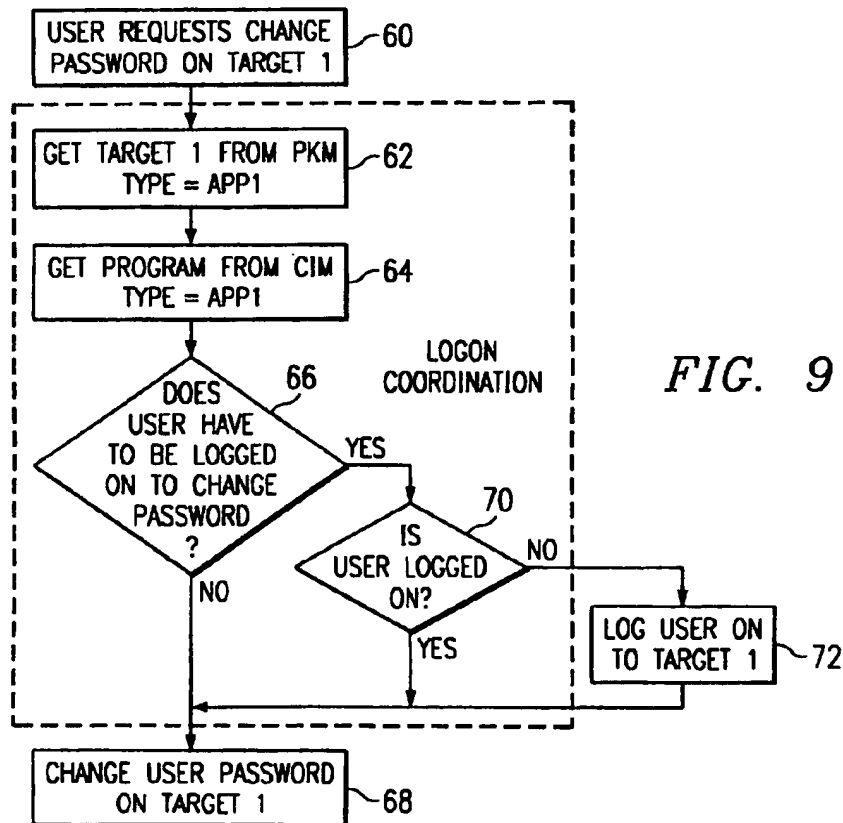 USER REQUESTS CHANGE
PASSWORD ON TARGET 1
60
GET TARGET 1 FROM PKM
TYPE = APP1
62
GET PROGRAM FROM CIM
TYPE = APP1
64
LOGON
COORDINATION
FIG. 9
DOES
USER HAVE
TO BE LOGGED
ON TO CHANGE
PASSWORD
?
66
YES
NO
IS
USER LOGGED
ON?
70
NO
YES
LOG USER ON
TO TARGET 1
72
CHANGE USER PASSWORD
ON TARGET 1
68